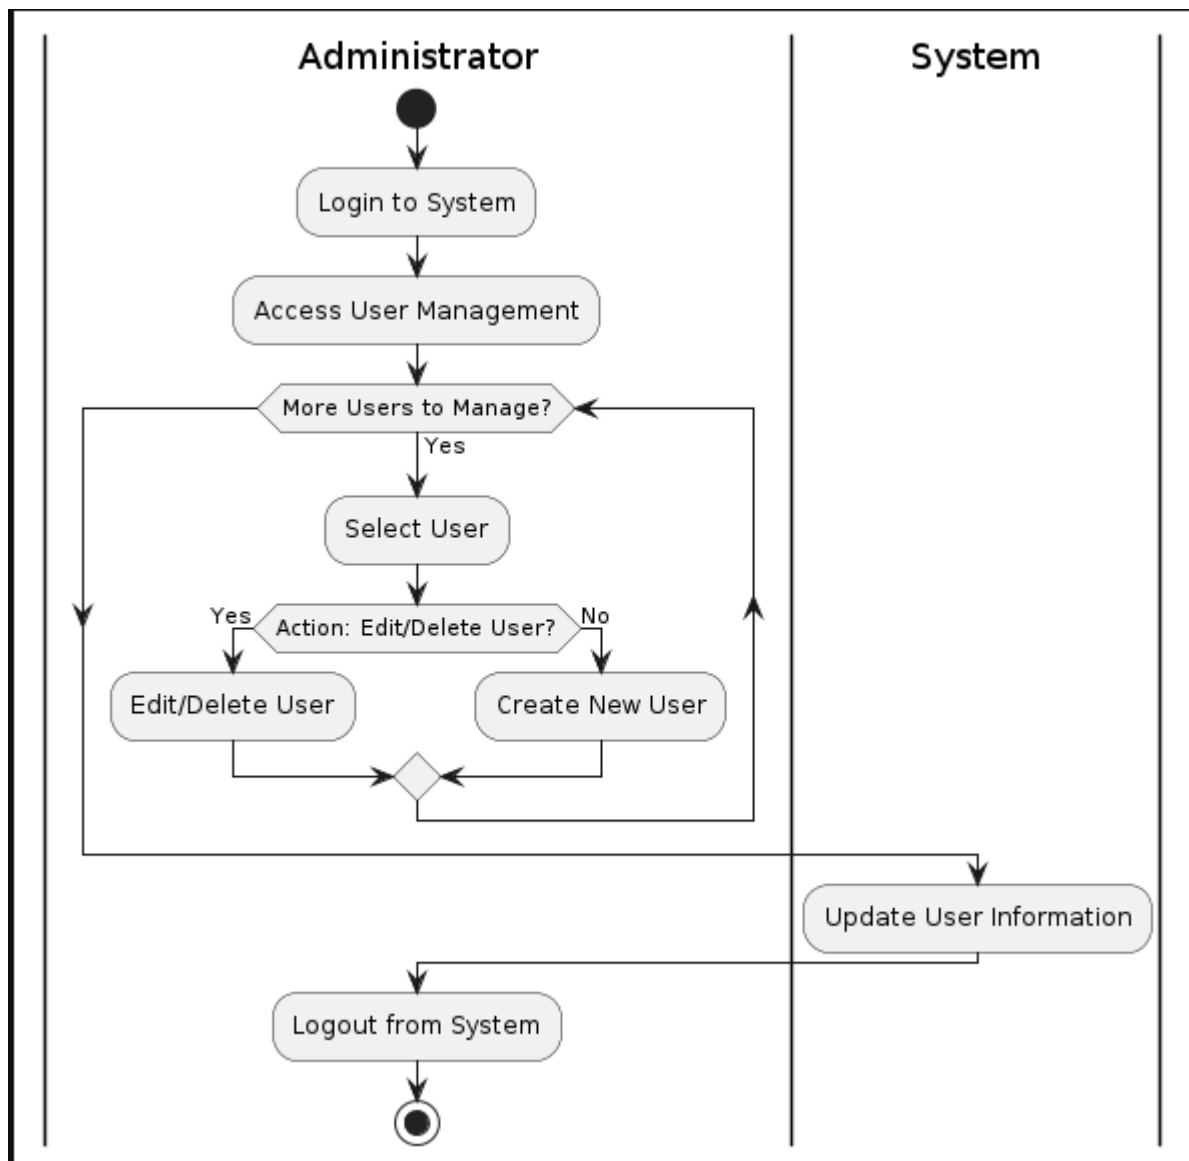 Administrator
System
Login to System
Access User Management
More Users to Manage?
Yes
Select User
Yes
Action: Edit/Delete User?
No
Edit/Delete User
Create New User
Update User Information
Logout from System